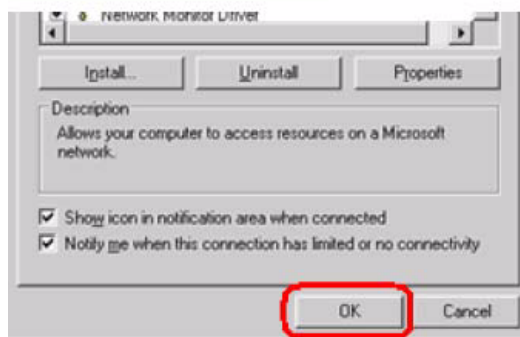 Network Monitor Driver
Install...
Uninstall
Properties
Description
Allows your computer to access resources on a Microsoft
network.
Show icon in notification area when connected
Notify me when this connection has limited or no connectivity
OK
Cancel